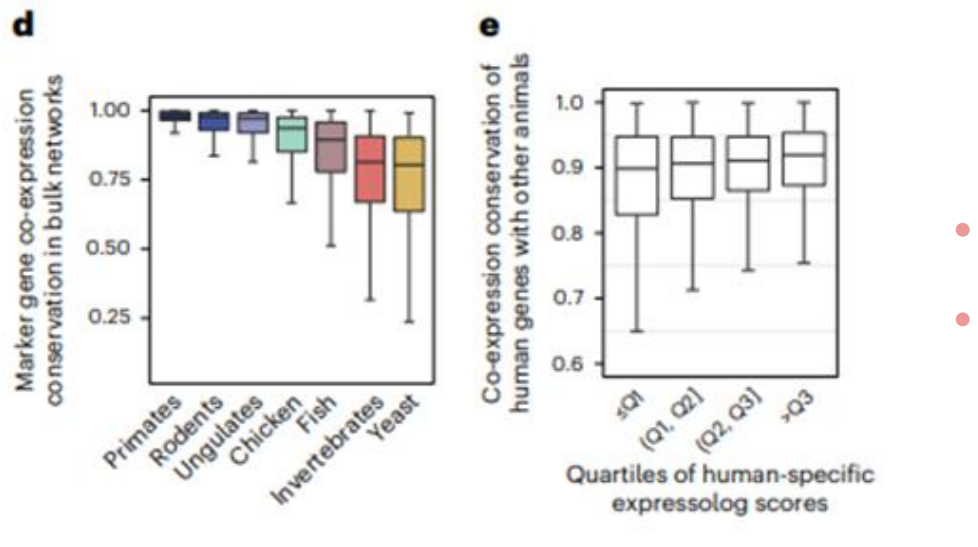 d
Marker gene co-expression
conservation in bulk networks
1.00
0.75
0.50
0.25
Primates
Rodents
Ungulates
Chicken
Fish
Invertebrates
Yeast
e
Co-expression conservation of
human genes with other animals
1.0
0.9
0.8
0.7
0.6
≤Q1
(Q1, Q2]
(Q2, Q3]
>Q3
Quartiles of human-specific
expressolog scores